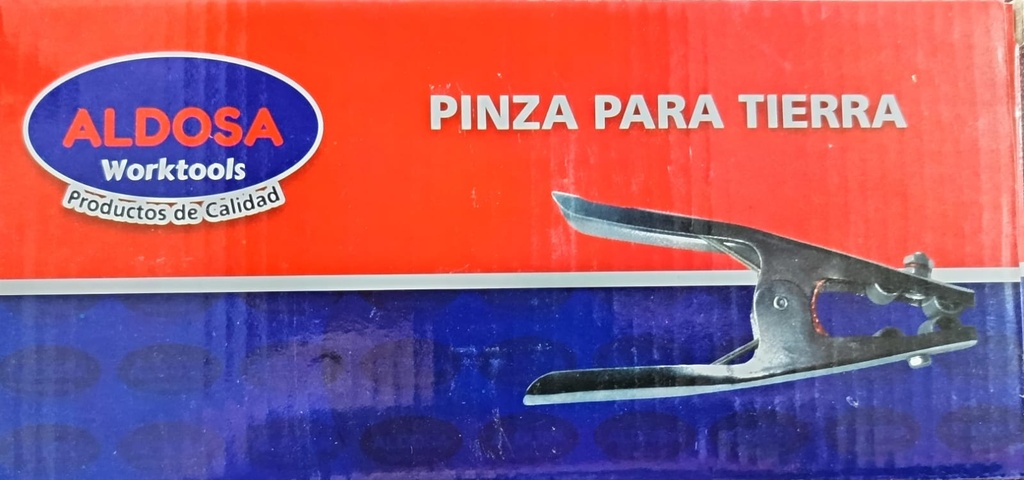 ALDOSA
Worktools
Productos de Calidad
PINZA PARA TIERRA